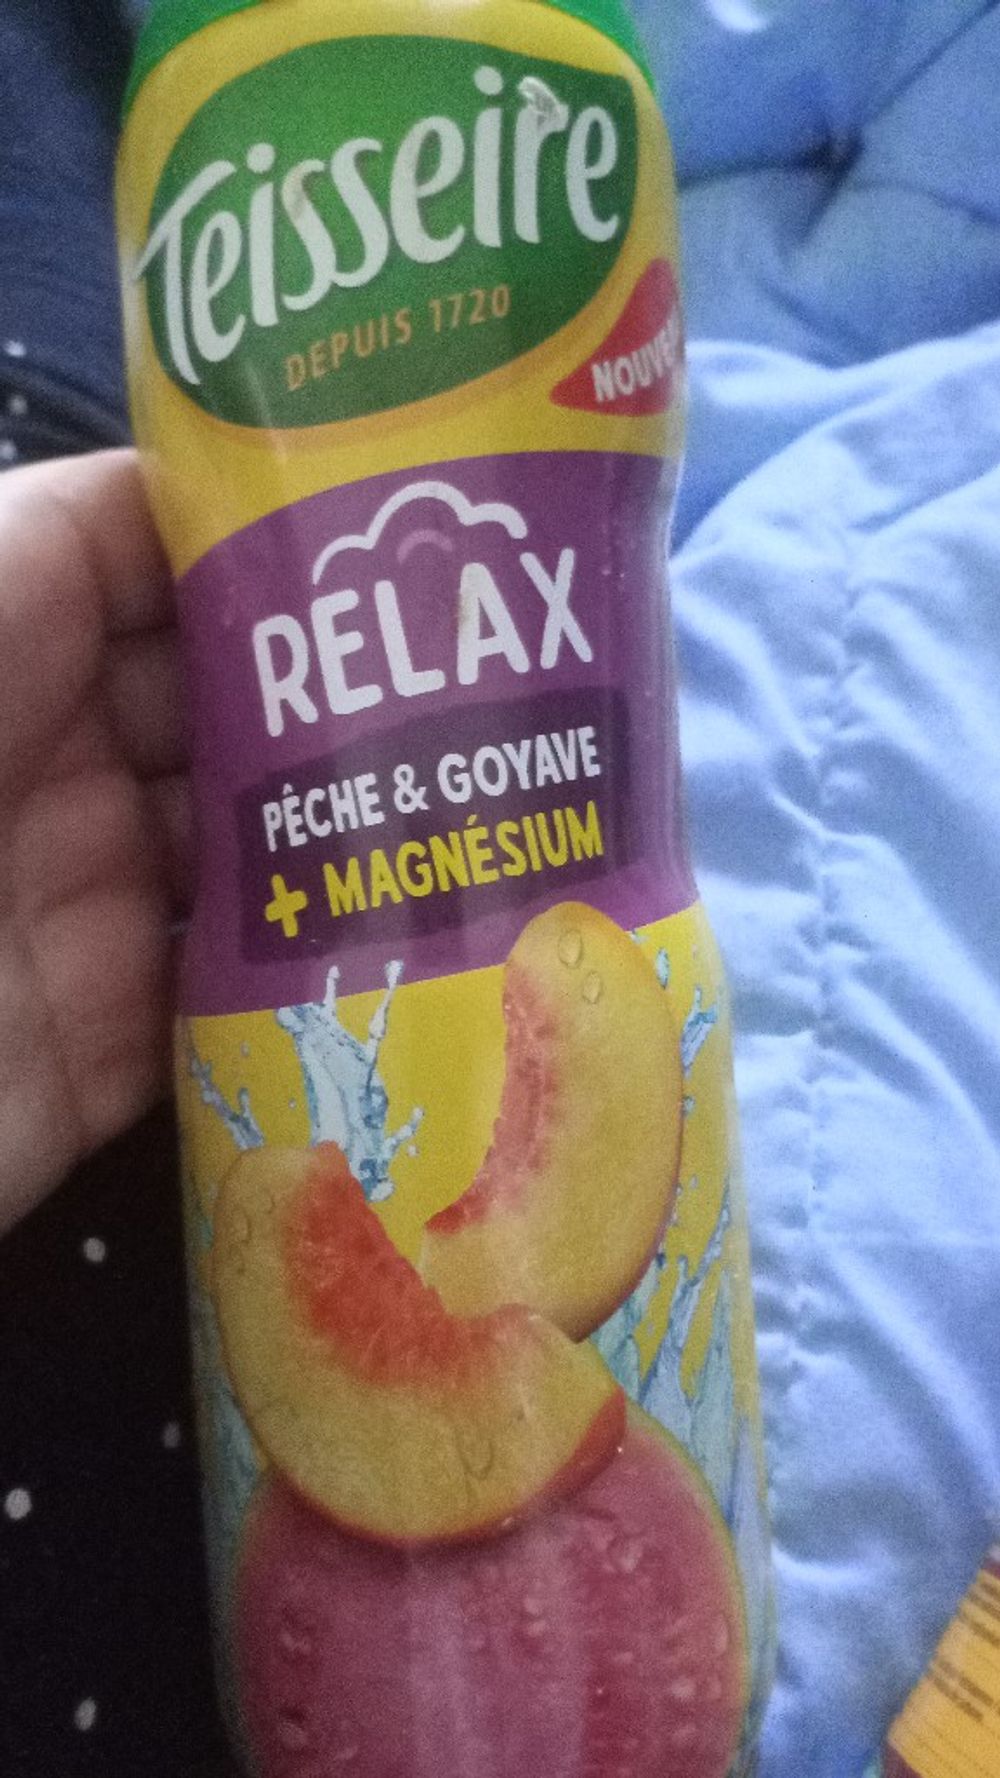 Teisseire
DEPUIS 1720
RELAX
PÊCHE & GOYAVE
+ MAGNÉSIUM